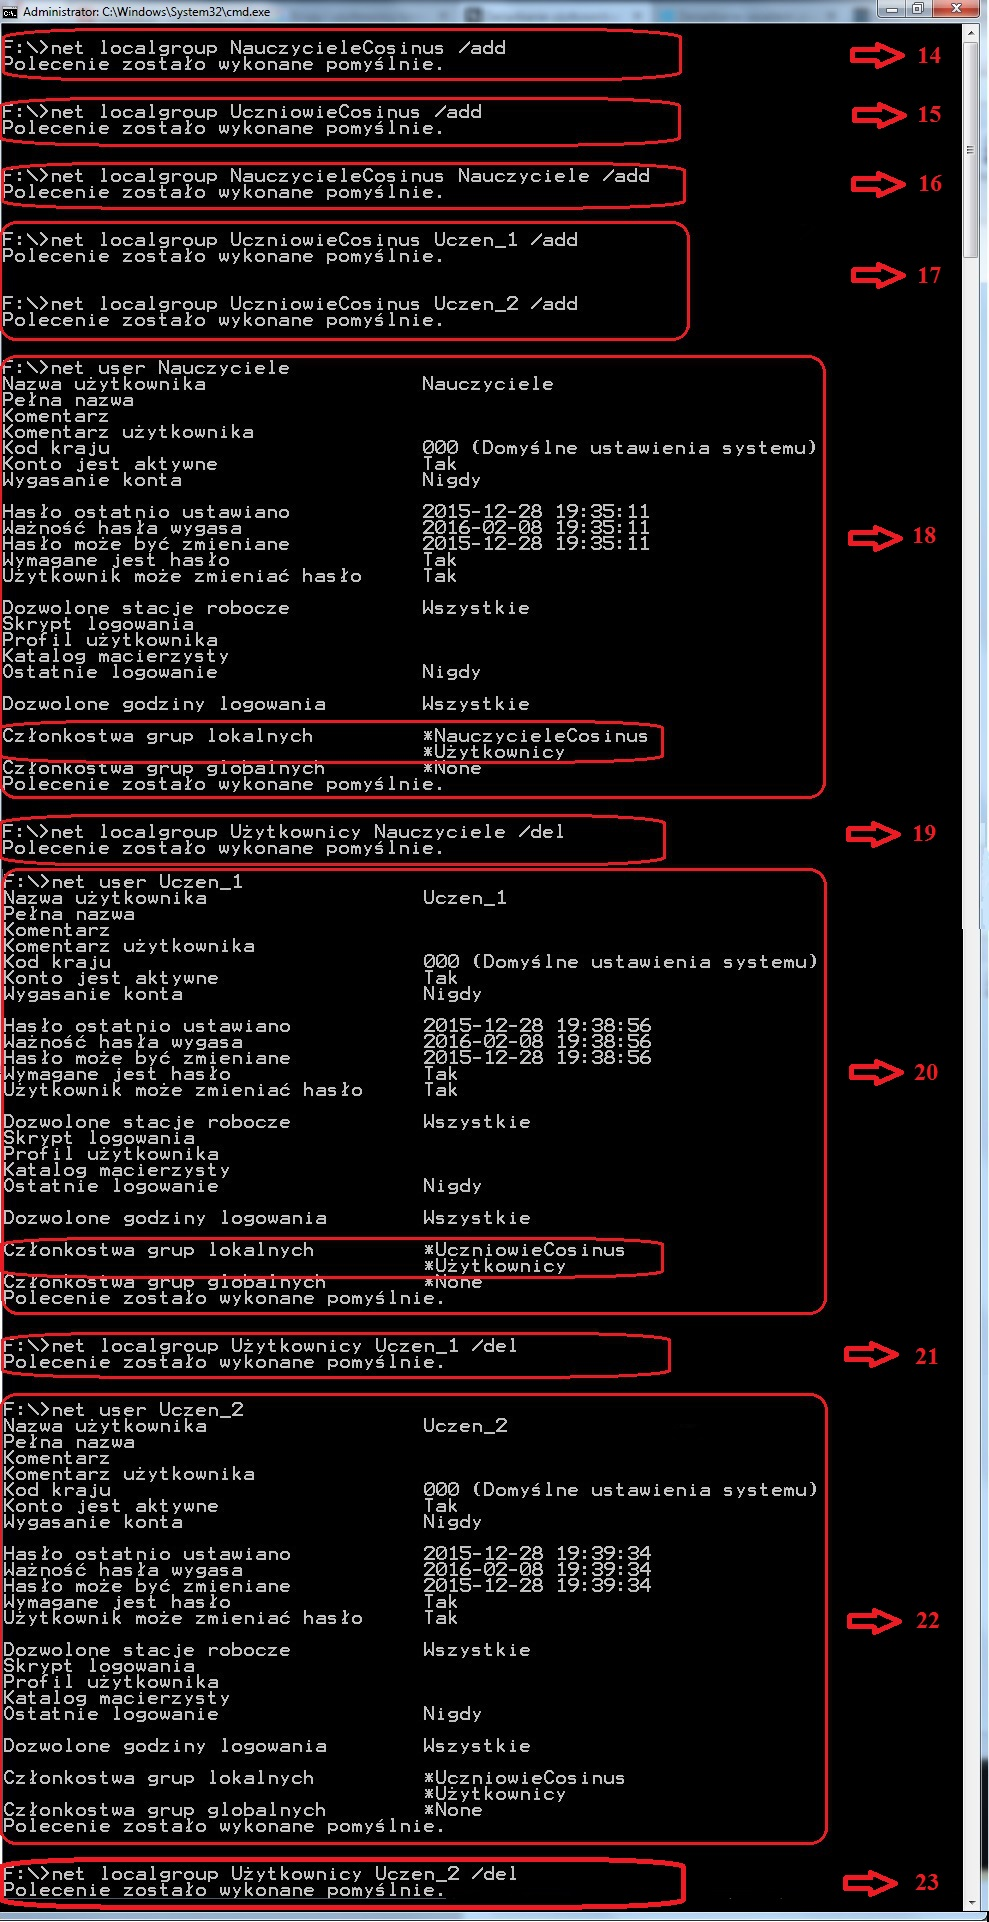 Administrator: C:\Windows\System32\cmd.exe
F:\>net localgroup NauczycieleCosinus /add
Polecenie zostało wykonane pomyślnie.
14
F:\>net localgroup UczniowieCosinus /add
Polecenie zostało wykonane pomyślnie.
15
F:\>net localgroup NauczycieleCosinus Nauczyciele /add
Polecenie zostało wykonane pomyślnie.
16
F:\>net localgroup UczniowieCosinus Uczen_1 /add
Polecenie zostało wykonane pomyślnie.
17
F:\>net localgroup UczniowieCosinus Uczen_2 /add
Polecenie zostało wykonane pomyślnie.
F:\>net user Nauczyciele
Nazwa użytkownika Nauczyciele
Pełna nazwa
Komentarz
Komentarz użytkownika
Kod kraju 000 (Domyślne ustawienia systemu)
Konto jest aktywne Tak
Wygasanie konta Nigdy
Hasło ostatnio ustawiano 2015-12-28 19:35:11
Ważność hasła wygasa 2016-02-08 19:35:11
Hasło może być zmieniane 2015-12-28 19:35:11
18
Wymagane jest hasło Tak
Użytkownik może zmieniać hasło Tak
Dozwolone stacje robocze Wszystkie
Skrypt logowania
Profil użytkownika
Katalog macierzysty
Ostatnie logowanie Nigdy
Dozwolone godziny logowania Wszystkie
Członkostwa grup lokalnych *NauczycieleCosinus
*Użytkownicy
Członkostwa grup globalnych *None
Polecenie zostało wykonane pomyślnie.
F:\>net localgroup Użytkownicy Nauczyciele /del
Polecenie zostało wykonane pomyślnie.
19
F:\>net user Uczen_1
Nazwa użytkownika Uczen_1
Pełna nazwa
Komentarz
Komentarz użytkownika
Kod kraju 000 (Domyślne ustawienia systemu)
Konto jest aktywne Tak
Wygasanie konta Nigdy
Hasło ostatnio ustawiano 2015-12-28 19:38:56
Ważność hasła wygasa 2016-02-08 19:38:56
Hasło może być zmieniane 2015-12-28 19:38:56
Wymagane jest hasło Tak
20
Użytkownik może zmieniać hasło Tak
Dozwolone stacje robocze Wszystkie
Skrypt logowania
Profil użytkownika
Katalog macierzysty
Ostatnie logowanie Nigdy
Dozwolone godziny logowania Wszystkie
Członkostwa grup lokalnych *UczniowieCosinus
*Użytkownicy
Członkostwa grup globalnych *None
Polecenie zostało wykonane pomyślnie.
F:\>net localgroup Użytkownicy Uczen_1 /del
Polecenie zostało wykonane pomyślnie.
21
F:\>net user Uczen_2
Nazwa użytkownika Uczen_2
Pełna nazwa
Komentarz
Komentarz użytkownika
Kod kraju 000 (Domyślne ustawienia systemu)
Konto jest aktywne Tak
Wygasanie konta Nigdy
Hasło ostatnio ustawiano 2015-12-28 19:39:34
Ważność hasła wygasa 2016-02-08 19:39:34
Hasło może być zmieniane 2015-12-28 19:39:34
Wymagane jest hasło Tak
Użytkownik może zmieniać hasło Tak
22
Dozwolone stacje robocze Wszystkie
Skrypt logowania
Profil użytkownika
Katalog macierzysty
Ostatnie logowanie Nigdy
Dozwolone godziny logowania Wszystkie
Członkostwa grup lokalnych *UczniowieCosinus
*Użytkownicy
Członkostwa grup globalnych *None
Polecenie zostało wykonane pomyślnie.
F:\>net localgroup Użytkownicy Uczen_2 /del
Polecenie zostało wykonane pomyślnie.
23